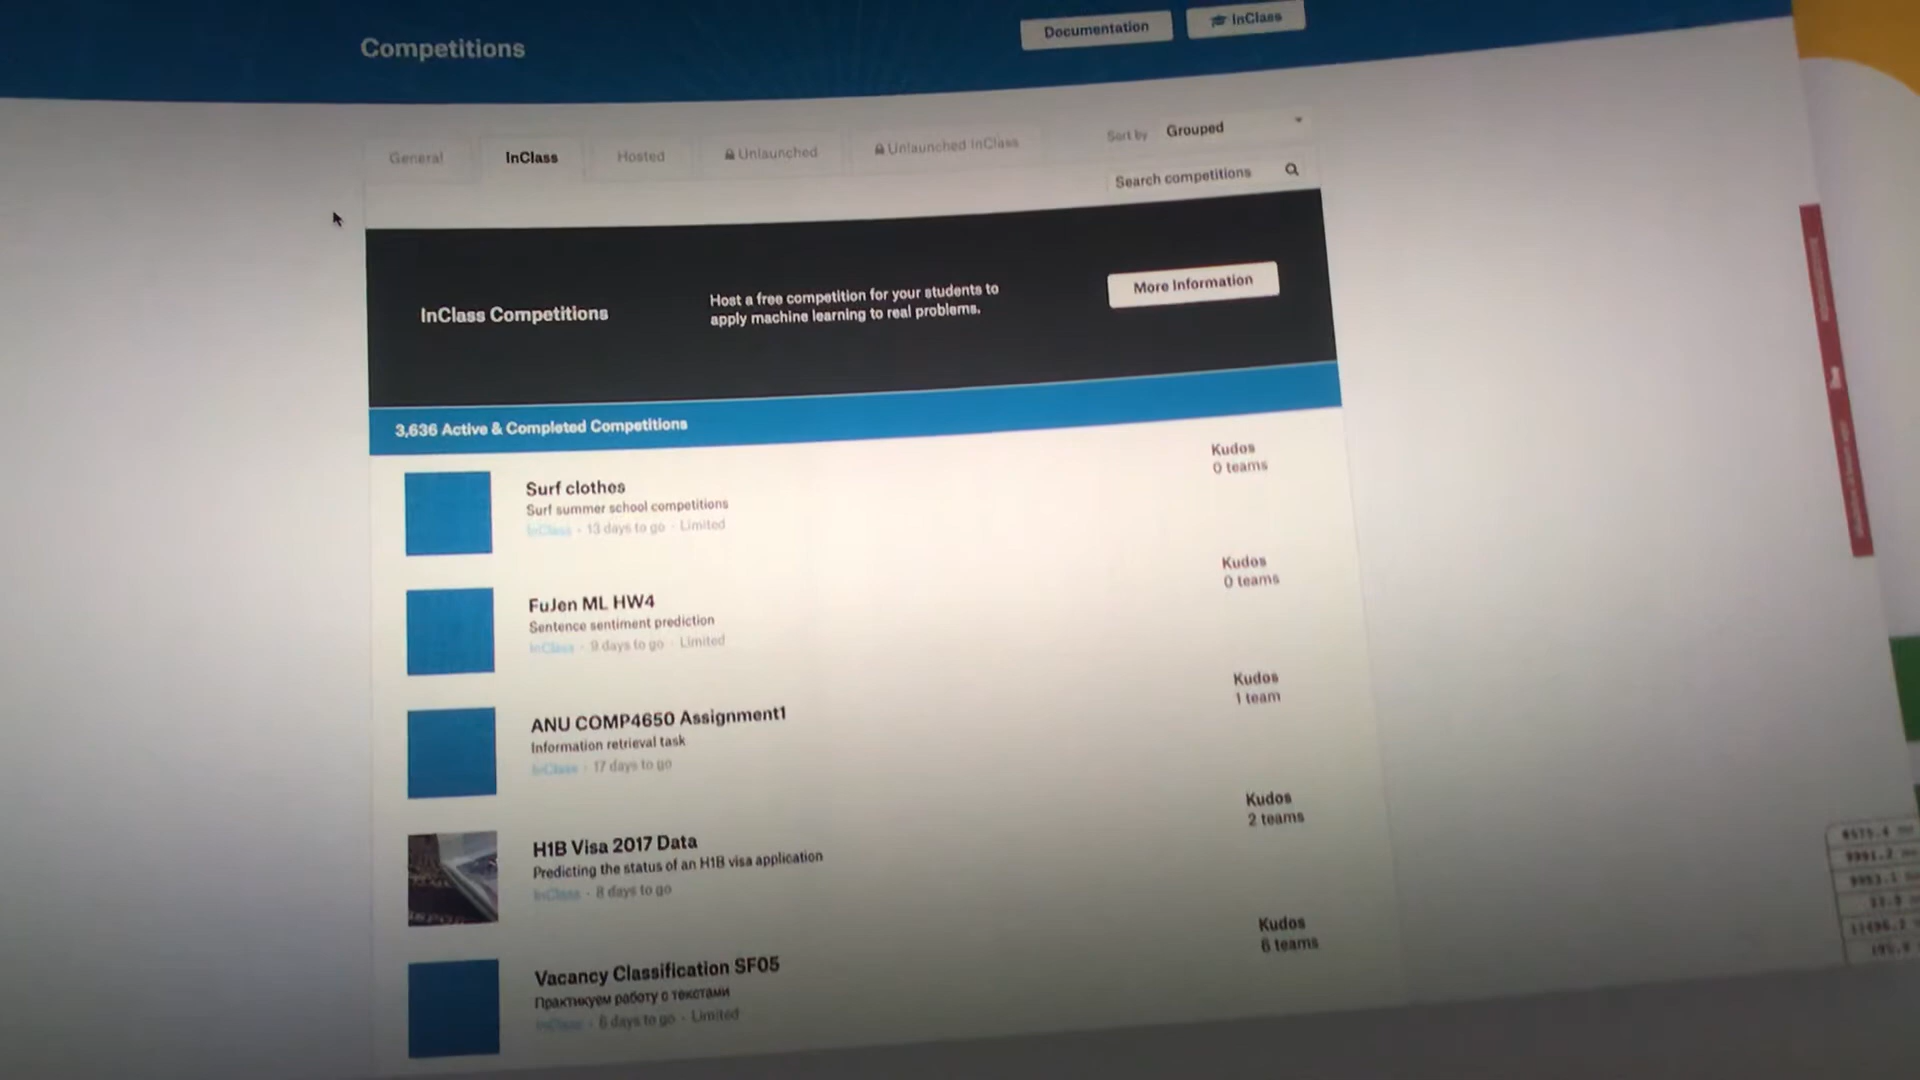 Competitions
Documentation
InClass
General
InClass
Hosted
Unlaunched
Unlaunched InClass
Sort by
Grouped
Search competitions
InClass Competitions
Host a free competition for your students to
apply machine learning to real problems.
More Information
3,636 Active & Completed Competitions
Surf clothes
Surf summer school competitions
InClass · 13 days to go · Limited
Kudos
0 teams
FuJen ML HW4
Sentence sentiment prediction
InClass · 9 days to go · Limited
Kudos
0 teams
ANU COMP4650 Assignment1
Information retrieval task
InClass · 17 days to go
Kudos
1 team
H1B Visa 2017 Data
Predicting the status of an H1B visa application
InClass · 8 days to go
Kudos
2 teams
Vacancy Classification SF05
Практикуем работу с текстами
InClass · 6 days to go · Limited
Kudos
6 teams